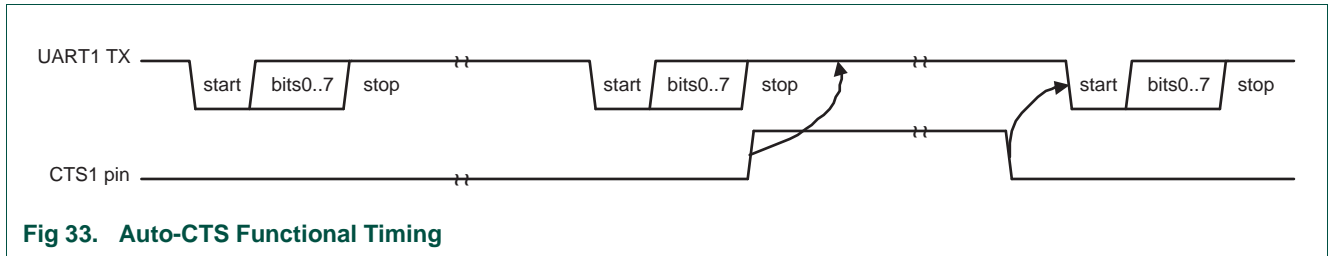 UART1 TX
start bits0..7 stop start bits0..7 stop start bits0..7 stop
CTS1 pin
Fig 33. Auto-CTS Functional Timing